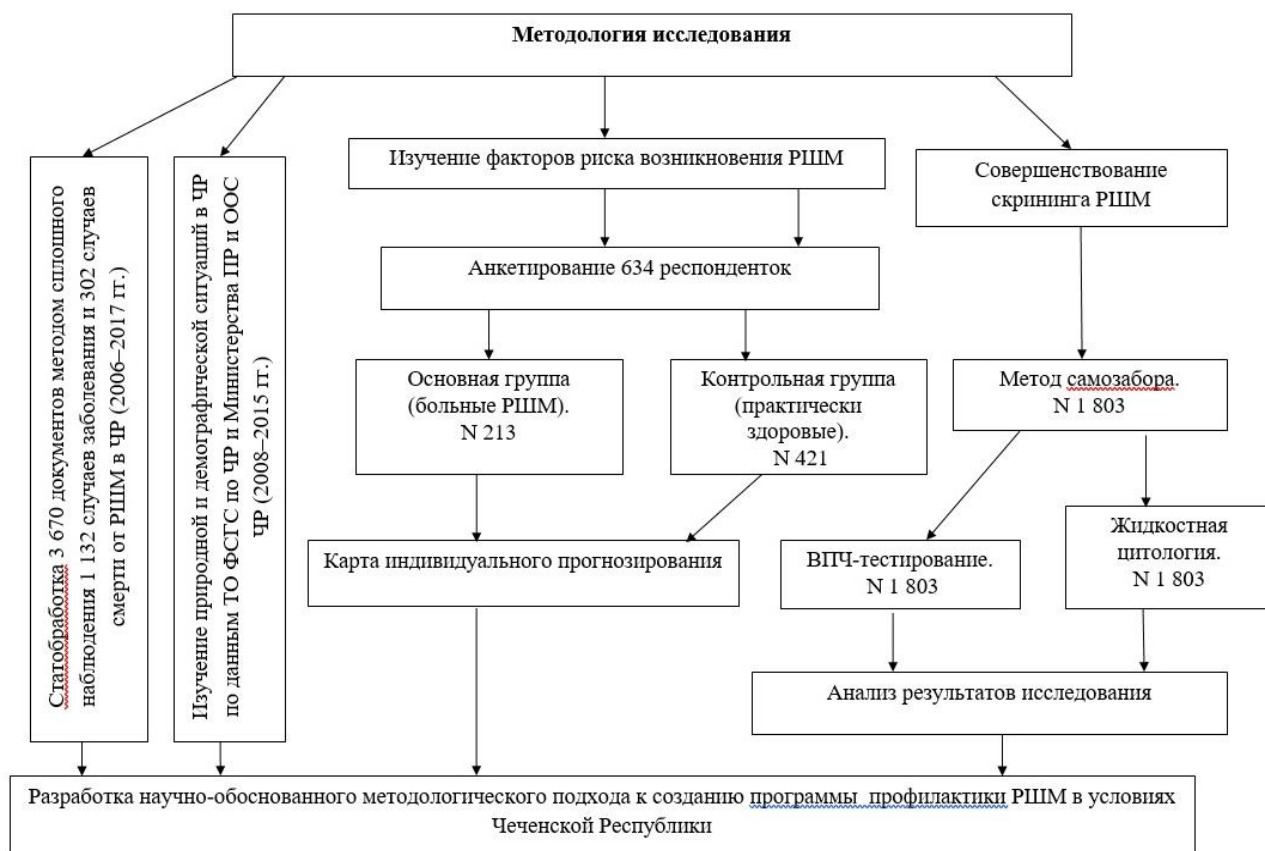 Методология исследования
Статобработка 3 670 документов методом сплошного
наблюдения 1 132 случаев заболевания и 302 случаев
смерти от РШМ в ЧР (2006–2017 гг.)
Изучение природной и демографической ситуаций в ЧР
по данным ТО ФСГС по ЧР и Министерства ПР и ООС
ЧР (2008–2015 гг.)
Изучение факторов риска возникновения РШМ
Анкетирование 634 респонденток
Основная группа
(больные РШМ).
N 213
Контрольная группа
(практически
здоровые).
N 421
Карта индивидуального прогнозирования
Совершенствование
скрининга РШМ
Метод самозабора.
N 1 803
ВПЧ-тестирование.
N 1 803
Жидкостная
цитология.
N 1 803
Анализ результатов исследования
Разработка научно-обоснованного методологического подхода к созданию программы профилактики РШМ в условиях
Чеченской Республики